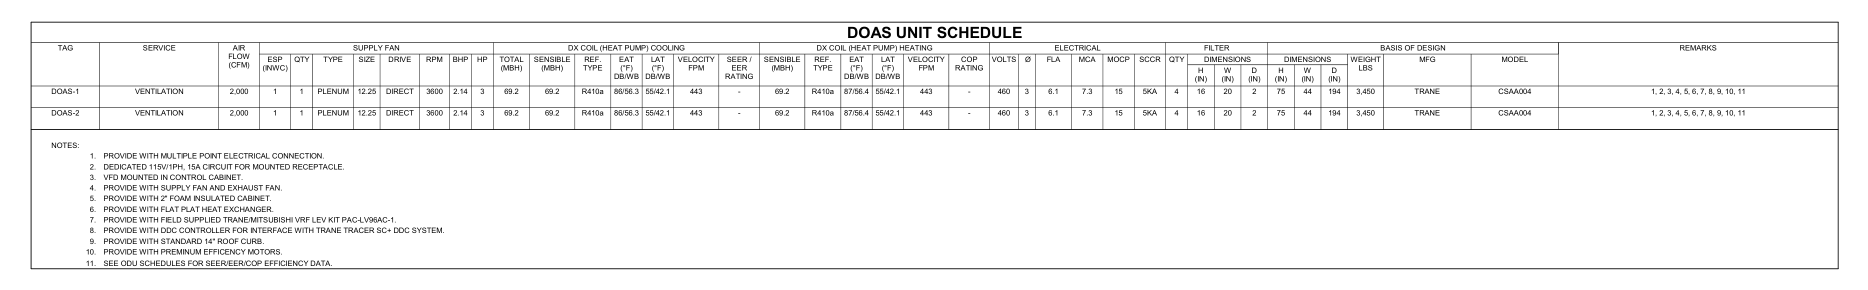 DOAS UNIT SCHEDULE
TAG SERVICE AIR FLOW (CFM) SUPPLY FAN DX COIL (HEAT PUMP) COOLING DX COIL (HEAT PUMP) HEATING ELECTRICAL FILTER BASIS OF DESIGN REMARKS
ESP (INWC) QTY TYPE SIZE DRIVE RPM BHP HP TOTAL (MBH) SENSIBLE (MBH) REF. TYPE EAT (°F) DB/WB LAT (°F) DB/WB VELOCITY FPM SEER / EER RATING SENSIBLE (MBH) REF. TYPE EAT (°F) DB/WB LAT (°F) DB/WB VELOCITY FPM COP RATING VOLTS Ø FLA MCA MOCP SCCR QTY DIMENSIONS DIMENSIONS WEIGHT LBS MFG MODEL
H (IN) W (IN) D (IN) H (IN) W (IN) D (IN)
DOAS-1 VENTILATION 2,000 1 1 PLENUM 12.25 DIRECT 3600 2.14 3 69.2 69.2 R410a 86/56.3 55/42.1 443 - 69.2 R410a 87/56.4 55/42.1 443 - 460 3 6.1 7.3 15 5KA 4 16 20 2 75 44 194 3,450 TRANE CSAA004 1, 2, 3, 4, 5, 6, 7, 8, 9, 10, 11
DOAS-2 VENTILATION 2,000 1 1 PLENUM 12.25 DIRECT 3600 2.14 3 69.2 69.2 R410a 86/56.3 55/42.1 443 - 69.2 R410a 87/56.4 55/42.1 443 - 460 3 6.1 7.3 15 5KA 4 16 20 2 75 44 194 3,450 TRANE CSAA004 1, 2, 3, 4, 5, 6, 7, 8, 9, 10, 11
NOTES:
1. PROVIDE WITH MULTIPLE POINT ELECTRICAL CONNECTION.
2. DEDICATED 115V/1PH, 15A CIRCUIT FOR MOUNTED RECEPTACLE.
3. VFD MOUNTED IN CONTROL CABINET.
4. PROVIDE WITH SUPPLY FAN AND EXHAUST FAN.
5. PROVIDE WITH 2" FOAM INSULATED CABINET.
6. PROVIDE WITH FLAT PLAT HEAT EXCHANGER.
7. PROVIDE WITH FIELD SUPPLIED TRANE/MITSUBISHI VRF LEV KIT PAC-LV96AC-1.
8. PROVIDE WITH DDC CONTROLLER FOR INTERFACE WITH TRANE TRACER SC+ DDC SYSTEM.
9. PROVIDE WITH STANDARD 14" ROOF CURB.
10. PROVIDE WITH PREMINUM EFFICENCY MOTORS.
11. SEE ODU SCHEDULES FOR SEER/EER/COP EFFICIENCY DATA.